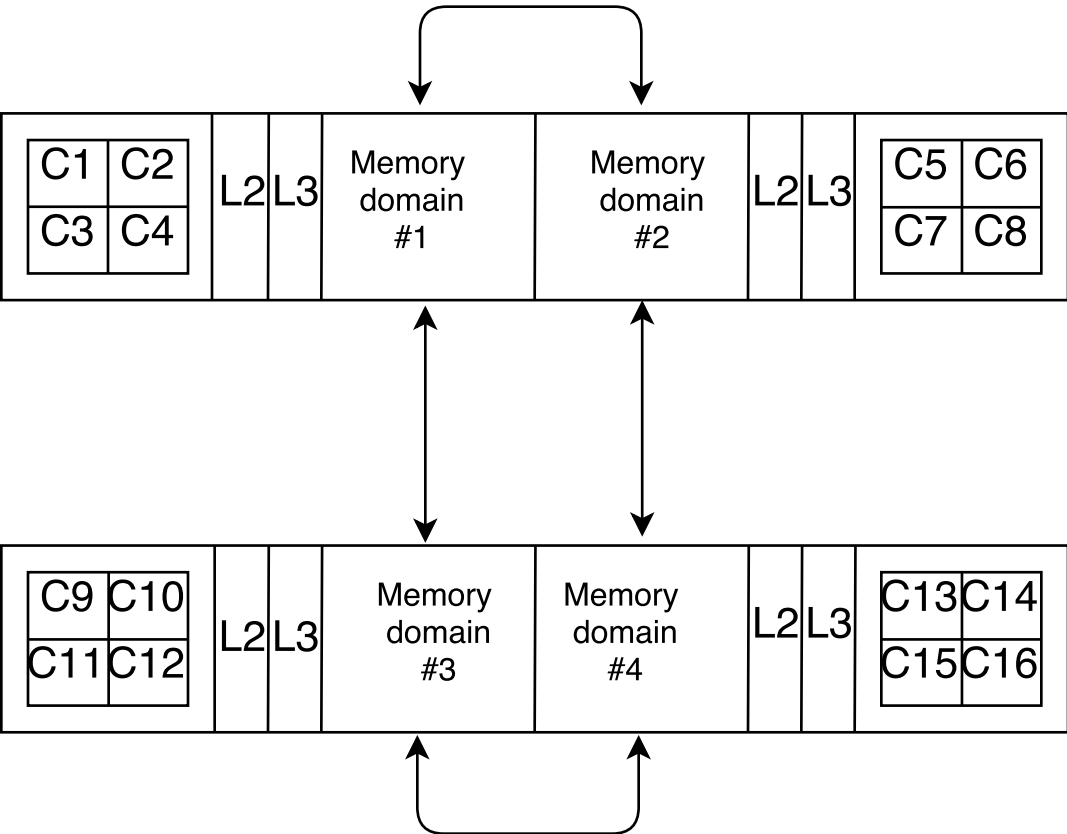 C1 C2
C3 C4
L2 L3
Memory
domain
#1
Memory
domain
#2
L2 L3
C5 C6
C7 C8
C9 C10
C11 C12
L2 L3
Memory
domain
#3
Memory
domain
#4
L2 L3
C13 C14
C15 C16